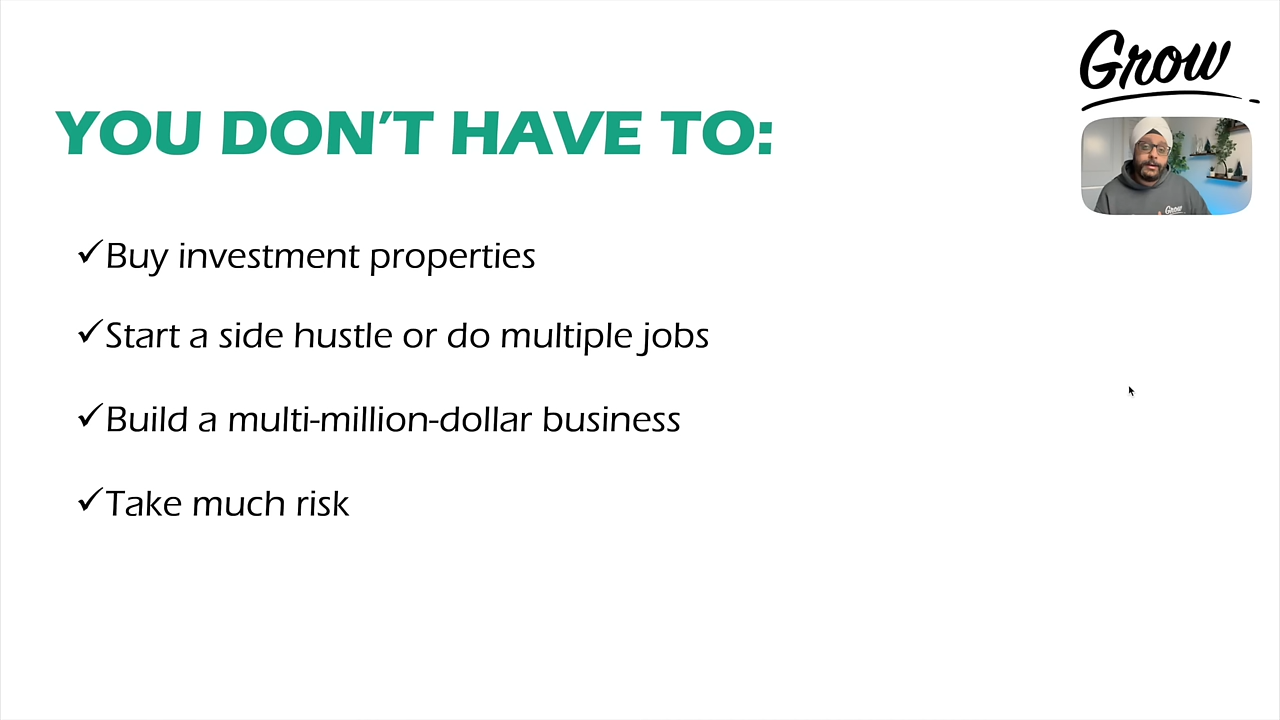 Grow
YOU DON'T HAVE TO:
✓Buy investment properties
✓Start a side hustle or do multiple jobs
✓Build a multi-million-dollar business
✓Take much risk
Grow